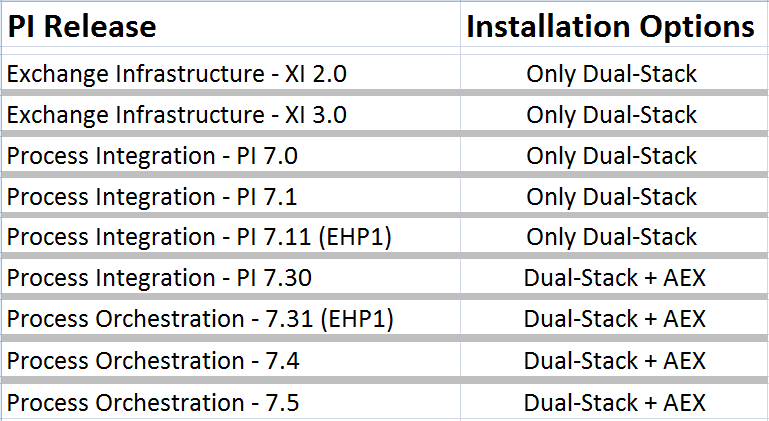 PI Release Installation Options
Exchange Infrastructure - XI 2.0 Only Dual-Stack
Exchange Infrastructure - XI 3.0 Only Dual-Stack
Process Integration - PI 7.0 Only Dual-Stack
Process Integration - PI 7.1 Only Dual-Stack
Process Integration - PI 7.11 (EHP1) Only Dual-Stack
Process Integration - PI 7.30 Dual-Stack + AEX
Process Orchestration - 7.31 (EHP1) Dual-Stack + AEX
Process Orchestration - 7.4 Dual-Stack + AEX
Process Orchestration - 7.5 Dual-Stack + AEX